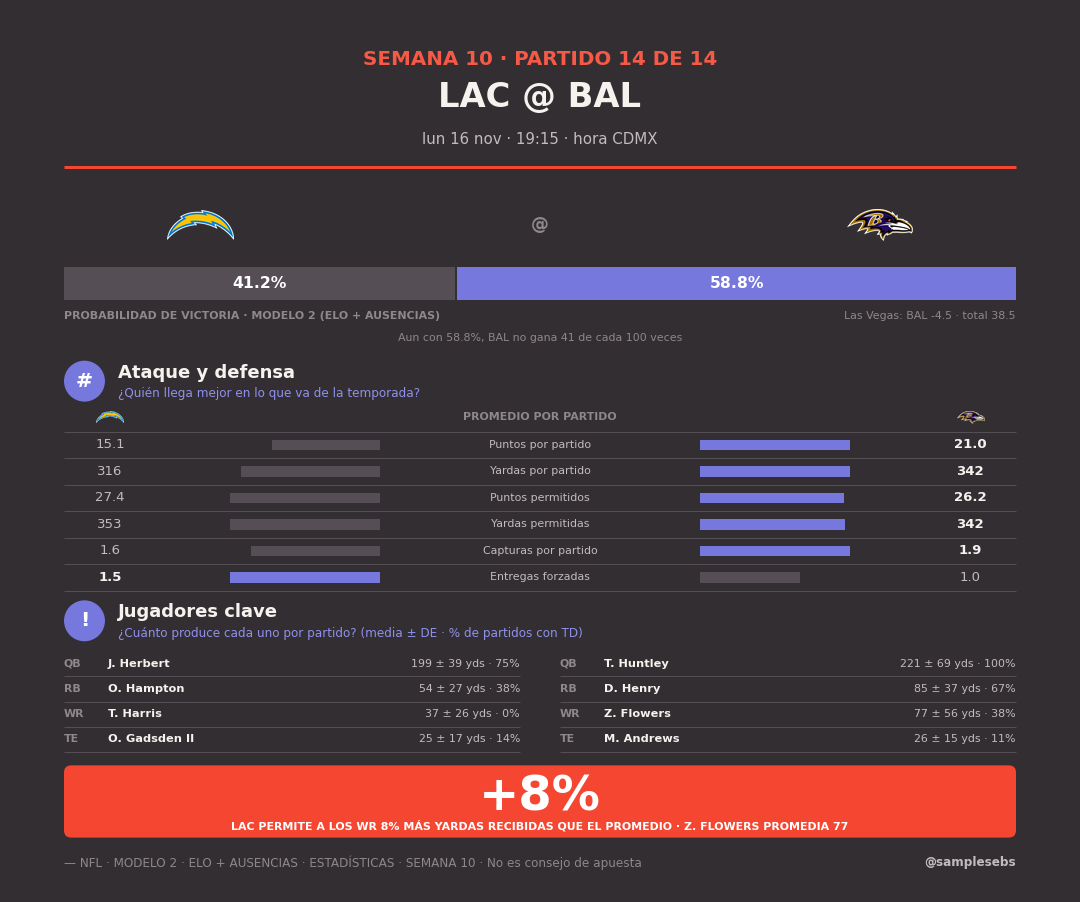 SEMANA 10 · PARTIDO 14 DE 14
LAC @ BAL
lun 16 nov · 19:15 · hora CDMX
@
41.2% 58.8%
PROBABILIDAD DE VICTORIA · MODELO 2 (ELO + AUSENCIAS) Las Vegas: BAL -4.5 · total 38.5
Aun con 58.8%, BAL no gana 41 de cada 100 veces
# Ataque y defensa
¿Quién llega mejor en lo que va de la temporada?
PROMEDIO POR PARTIDO
15.1 Puntos por partido 21.0
316 Yardas por partido 342
27.4 Puntos permitidos 26.2
353 Yardas permitidas 342
1.6 Capturas por partido 1.9
1.5 Entregas forzadas 1.0
! Jugadores clave
¿Cuánto produce cada uno por partido? (media ± DE · % de partidos con TD)
QB J. Herbert 199 ± 39 yds · 75% QB T. Huntley 221 ± 69 yds · 100%
RB O. Hampton 54 ± 27 yds · 38% RB D. Henry 85 ± 37 yds · 67%
WR T. Harris 37 ± 26 yds · 0% WR Z. Flowers 77 ± 56 yds · 38%
TE O. Gadsden II 25 ± 17 yds · 14% TE M. Andrews 26 ± 15 yds · 11%
+8%
LAC PERMITE A LOS WR 8% MÁS YARDAS RECIBIDAS QUE EL PROMEDIO · Z. FLOWERS PROMEDIA 77
— NFL · MODELO 2 · ELO + AUSENCIAS · ESTADÍSTICAS · SEMANA 10 · No es consejo de apuesta @samplesebs